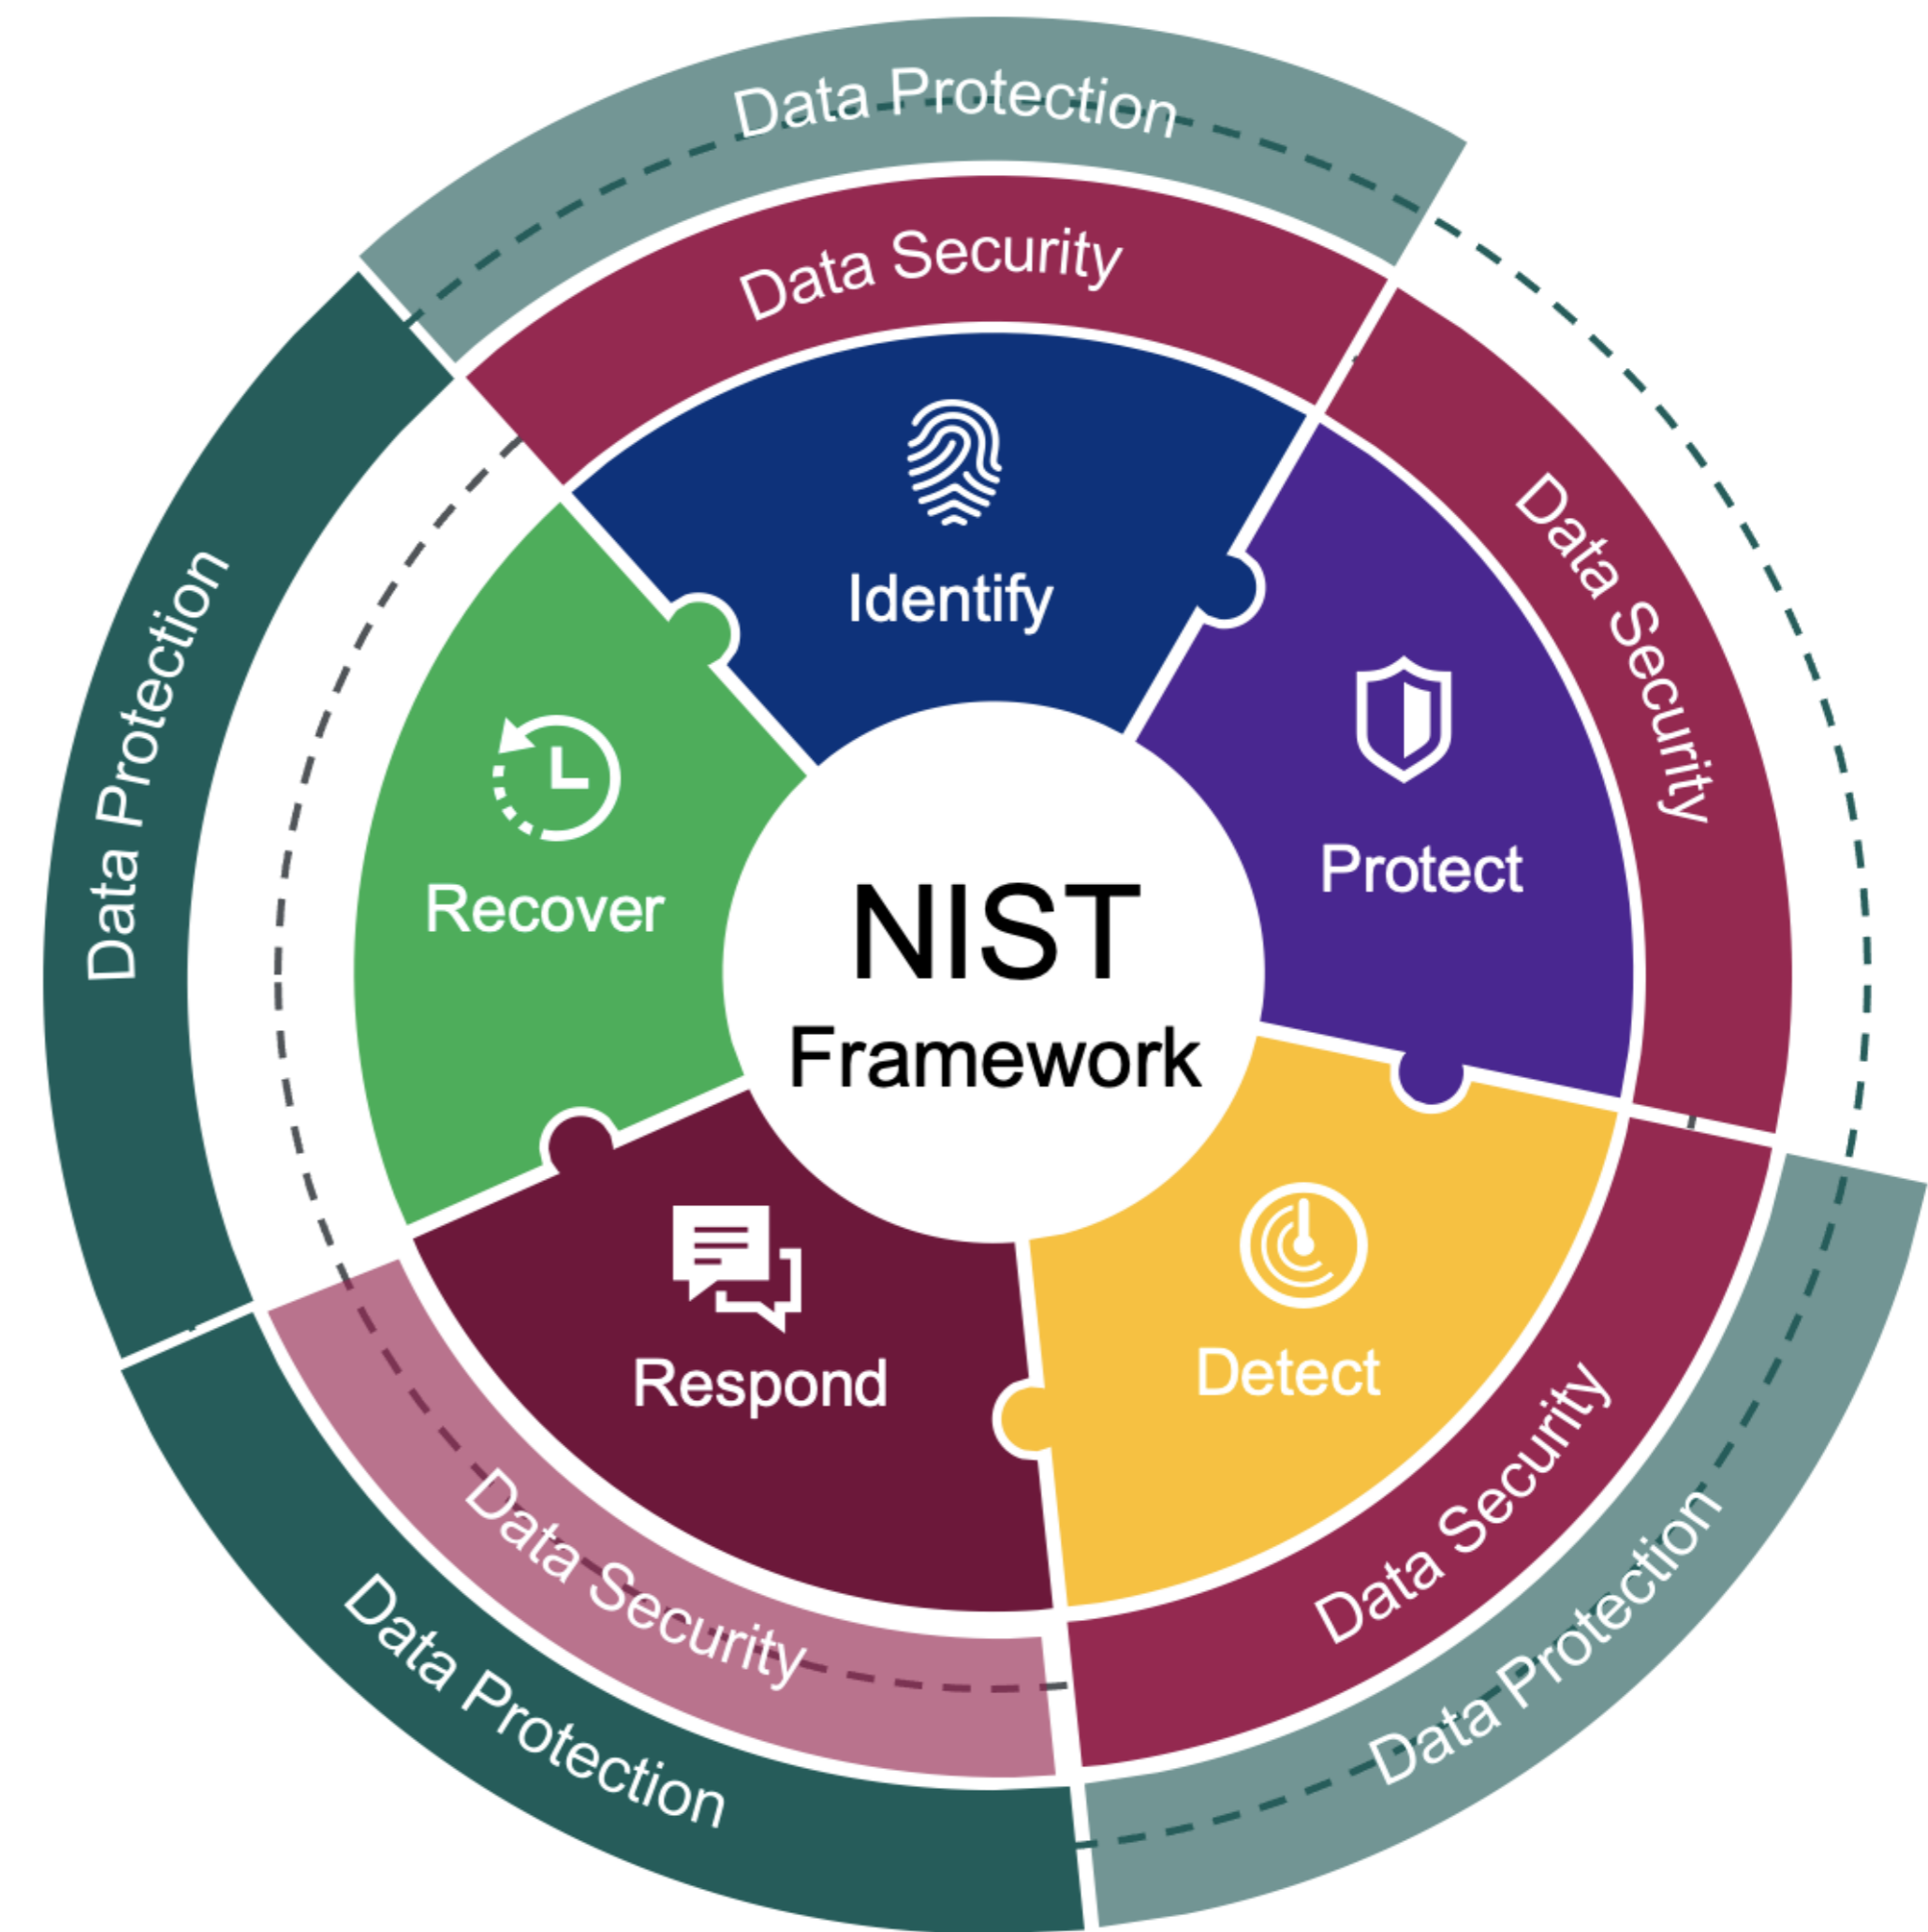 Data Protection
Data Security
Identify
Data Security
Protect
Data Protection
Recover
NIST
Framework
Detect
Respond
Data Security
Data Protection
Data Security
Data Protection